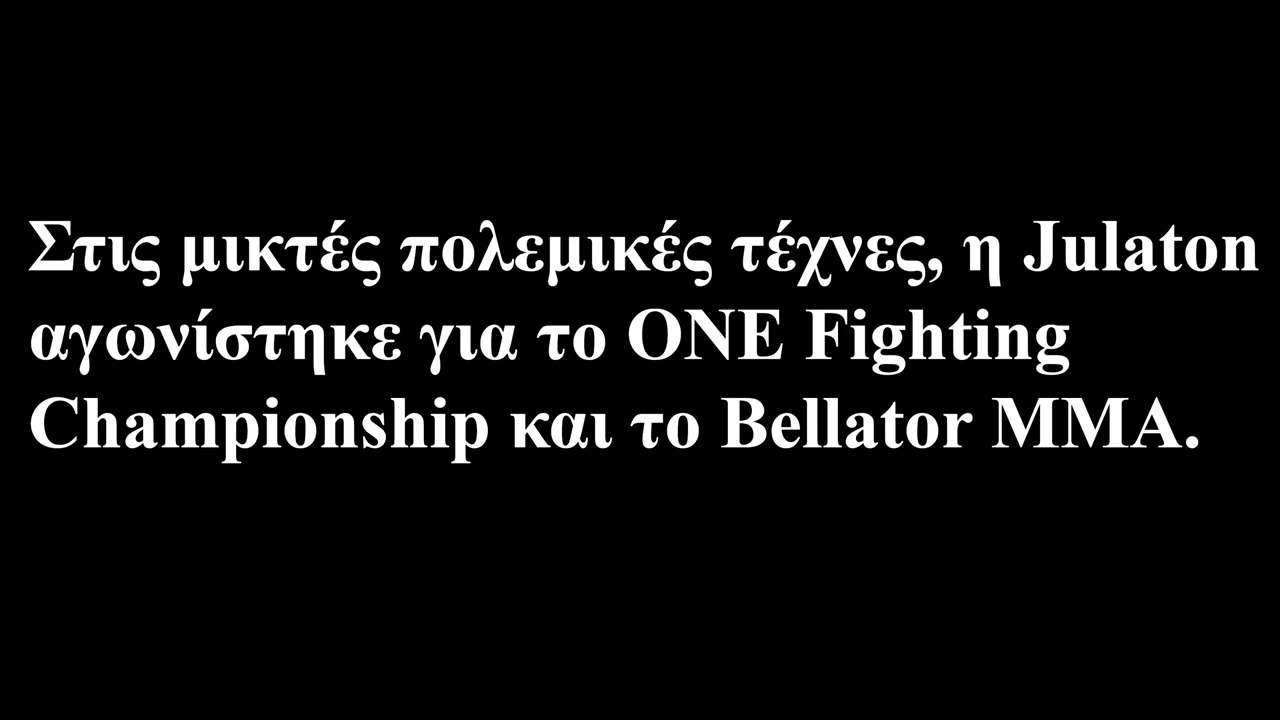 Στις μικτές πολεμικές τέχνες, η Julaton
αγωνίστηκε για το ONE Fighting
Championship και το Bellator MMA.